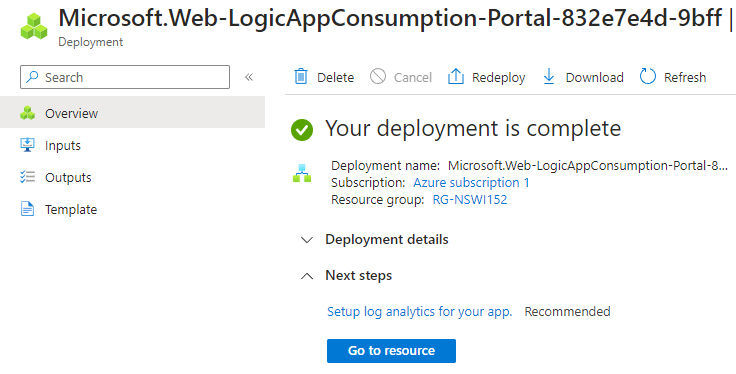 Microsoft.Web-LogicAppConsumption-Portal-832e7e4d-9bff |
Deployment
Search «
Delete Cancel Redeploy Download Refresh
Overview
Inputs
Outputs
Template
Your deployment is complete
Deployment name: Microsoft.Web-LogicAppConsumption-Portal-8...
Subscription: Azure subscription 1
Resource group: RG-NSWI152
Deployment details
Next steps
Setup log analytics for your app. Recommended
Go to resource